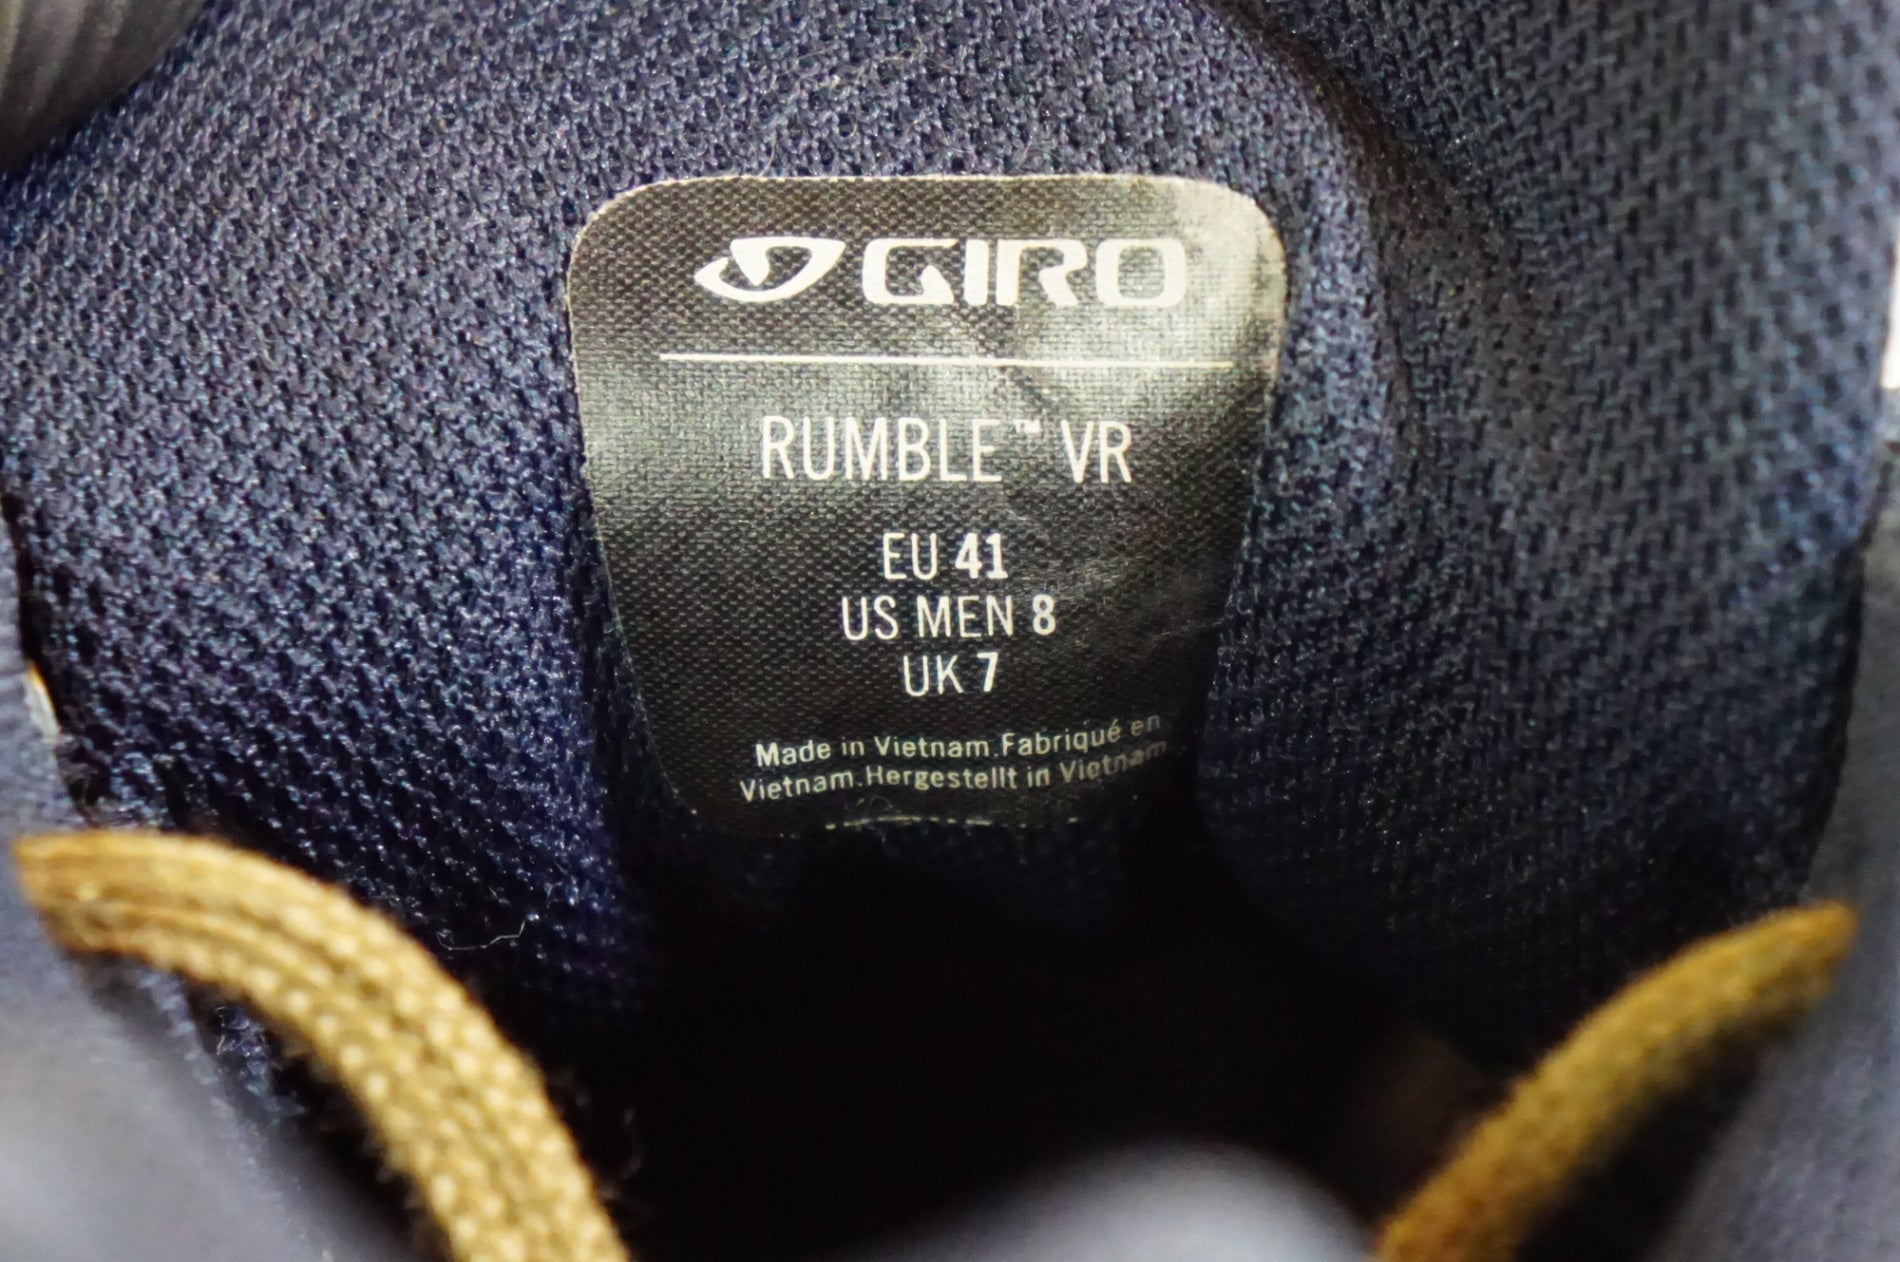 GIRO
RUMBLE™ VR
EU 41
US MEN 8
UK 7
Made in Vietnam.Fabriqué en
Vietnam.Hergestellt in Vietnam.